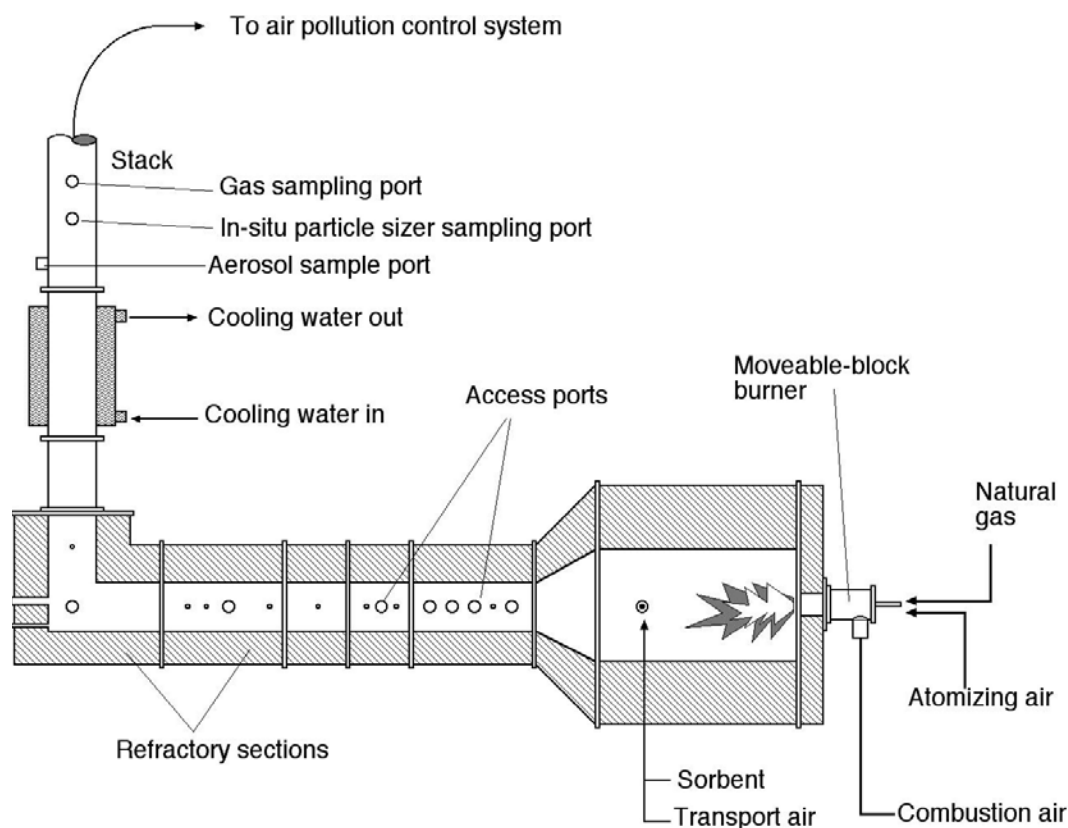 To air pollution control system
Stack
Gas sampling port
In-situ particle sizer sampling port
Aerosol sample port
Cooling water out
Cooling water in
Access ports
Moveable-block
burner
Natural
gas
Atomizing air
Refractory sections
Sorbent
Transport air
Combustion air